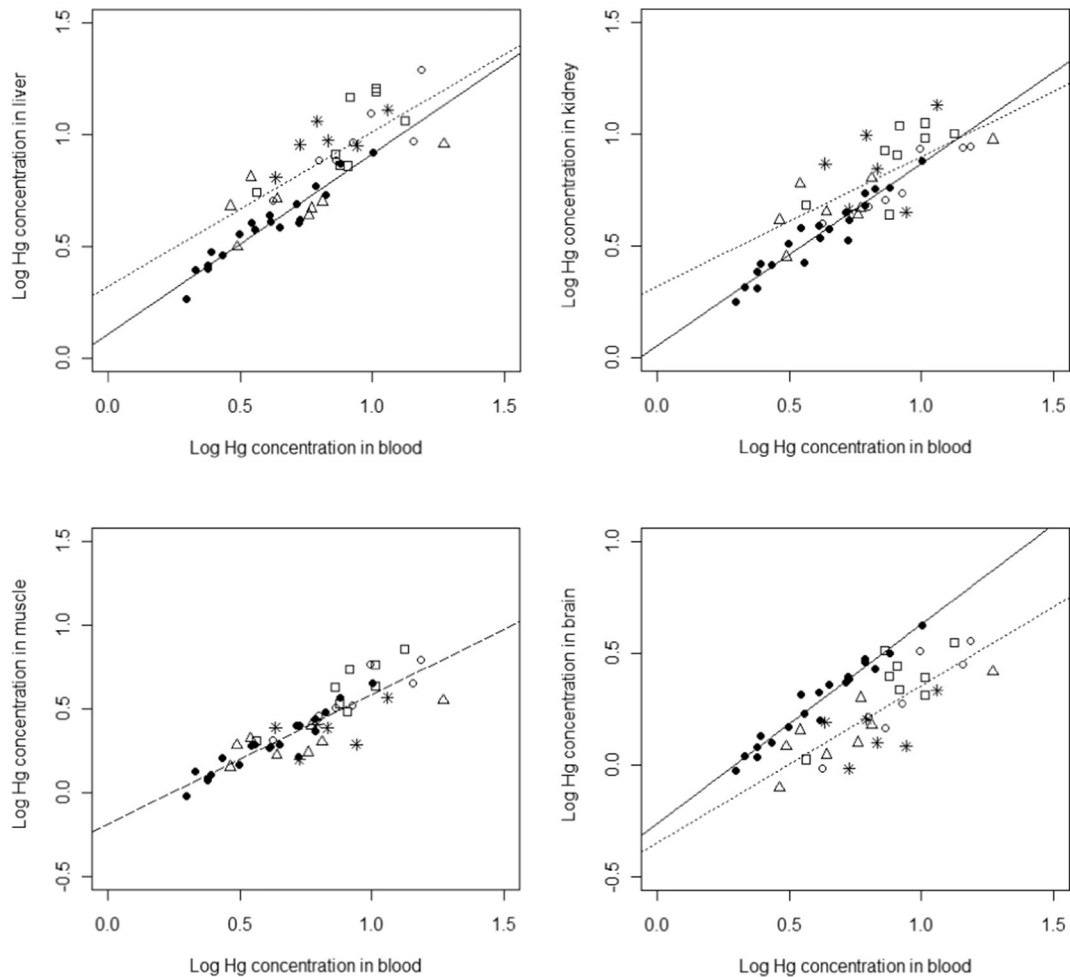 Log Hg concentration in liver
1.5
1.0
0.5
0.0
0.0 0.5 1.0 1.5
Log Hg concentration in blood
Log Hg concentration in kidney
1.5
1.0
0.5
0.0
0.0 0.5 1.0 1.5
Log Hg concentration in blood
Log Hg concentration in muscle
1.5
1.0
0.5
0.0
-0.5
0.0 0.5 1.0 1.5
Log Hg concentration in blood
Log Hg concentration in brain
1.0
0.5
0.0
-0.5
0.0 0.5 1.0 1.5
Log Hg concentration in blood